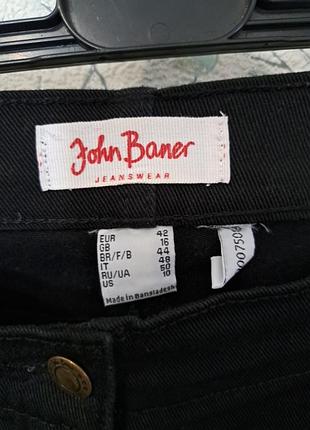 John Baner
JEANSWEAR
EUR 42
GB 16
BR/F/B 44
IT 48
RU/UA 50
US 10
Made in Bangladesh